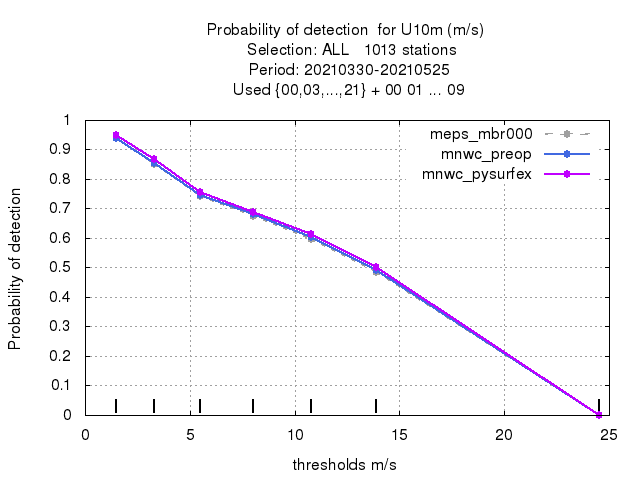 Probability of detection  for U10m (m/s)
Selection: ALL   1013 stations
Period: 20210330-20210525
Used {00,03,...,21} + 00 01 ... 09
meps_mbr000
mnwc_preop
mnwc_pysurfex
Probability of detection
1
0.9
0.8
0.7
0.6
0.5
0.4
0.3
0.2
0.1
0
0 5 10 15 20 25
thresholds m/s